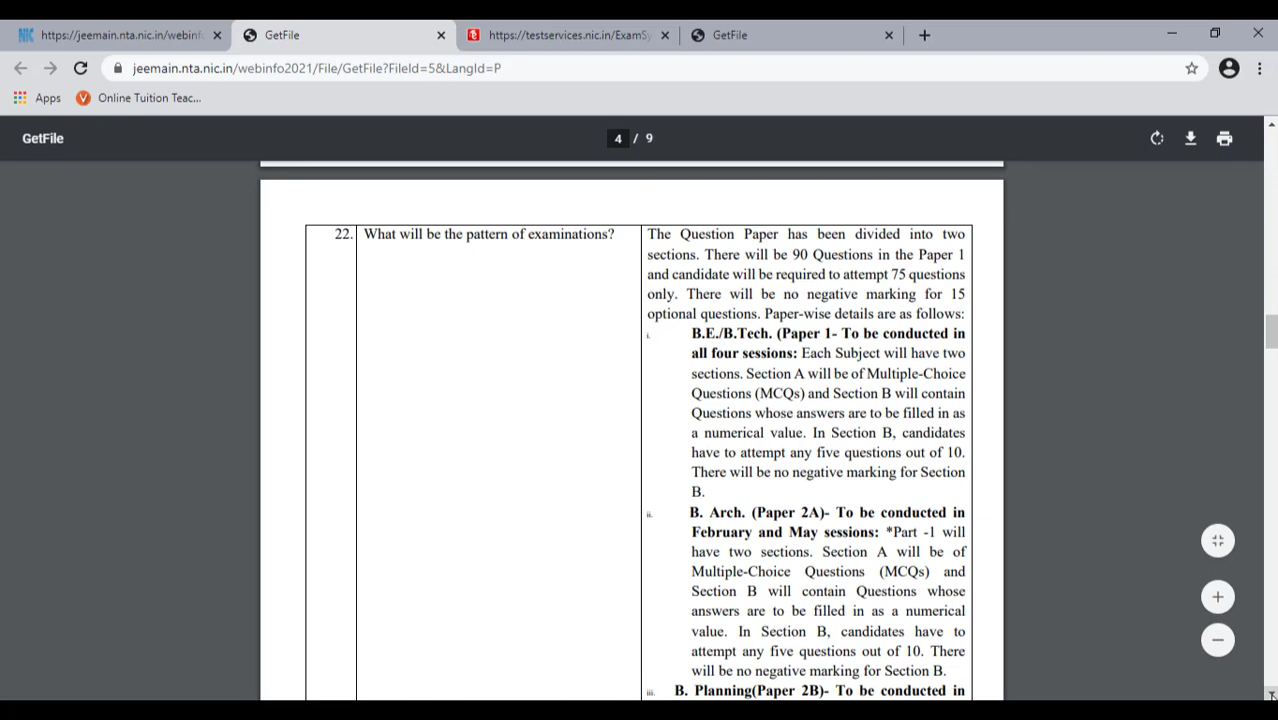 https://jeemain.nta.nic.in/webinfo
GetFile
https://testservices.nic.in/ExamSy
GetFile
jeemain.nta.nic.in/webinfo2021/File/GetFile?FileId=5&LangId=P
Apps
Online Tuition Teac...
GetFile
4 / 9
22. What will be the pattern of examinations?
The Question Paper has been divided into two
sections. There will be 90 Questions in the Paper 1
and candidate will be required to attempt 75 questions
only. There will be no negative marking for 15
optional questions. Paper-wise details are as follows:
i. B.E./B.Tech. (Paper 1- To be conducted in
all four sessions: Each Subject will have two
sections. Section A will be of Multiple-Choice
Questions (MCQs) and Section B will contain
Questions whose answers are to be filled in as
a numerical value. In Section B, candidates
have to attempt any five questions out of 10.
There will be no negative marking for Section
B.
ii. B. Arch. (Paper 2A)- To be conducted in
February and May sessions: *Part -1 will
have two sections. Section A will be of
Multiple-Choice Questions (MCQs) and
Section B will contain Questions whose
answers are to be filled in as a numerical
value. In Section B, candidates have to
attempt any five questions out of 10. There
will be no negative marking for Section B.
iii. B. Planning(Paper 2B)- To be conducted in